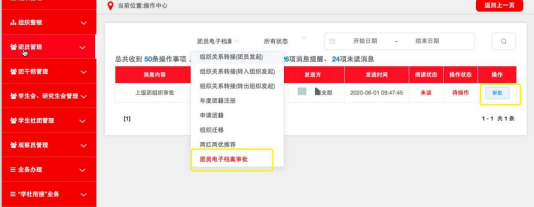 当前位置:操作中心
返回上一页
组织整顿
团员管理
团干部管理
学生会、研究生会管理
学生社团管理
观察员管理
业务办理
"学社衔接"业务
团员电子档案
所有状态
开始日期 - 结束日期
总共收到 50条操作事项
项消息提醒、24项未读消息
消息内容 发送方 发送时间 阅读状态 操作状态 操作
上级团组织审批 支部 2020-06-01 09:47:45 未读 待操作 审批
[1]
1 - 1 共 1 条
组织关系转接(团员发起)
组织关系转接(转入组织发起)
组织关系转接(转出组织发起)
年度团籍注册
申请团籍
组织迁移
两红两优推荐
团员电子档案审批